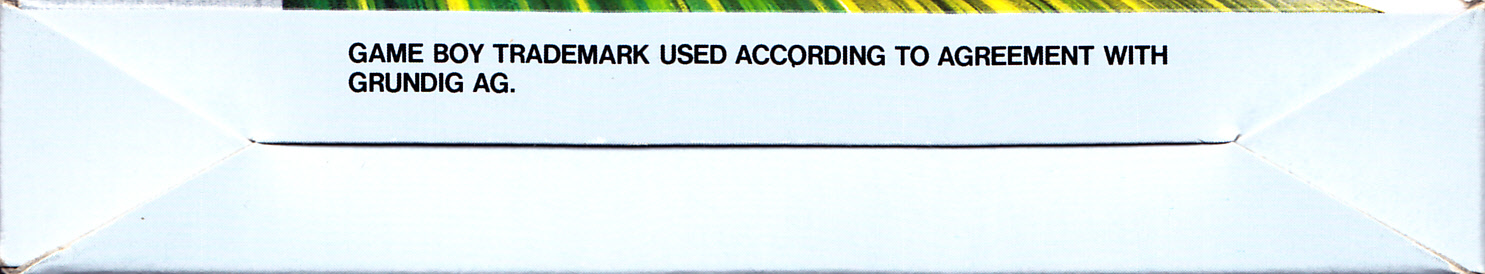 GAME BOY TRADEMARK USED ACCORDING TO AGREEMENT WITH
GRUNDIG AG.